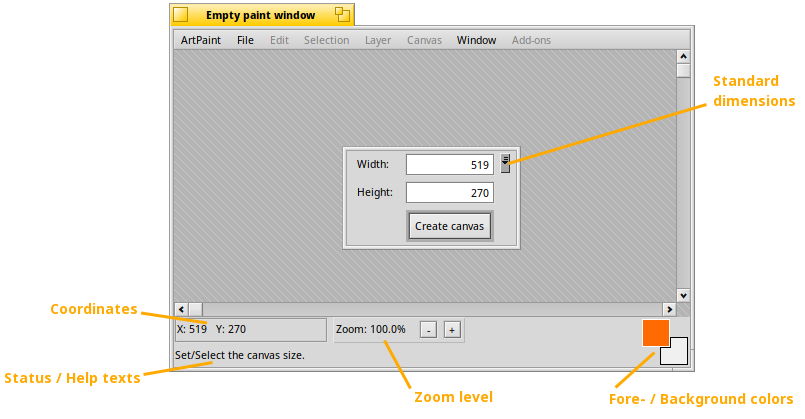 Empty paint window
ArtPaint File Edit Selection Layer Canvas Window Add-ons
Standard
dimensions
Width: 519
Height: 270
Create canvas
Coordinates
X: 519 Y: 270 Zoom: 100.0% - +
Set/Select the canvas size.
Status / Help texts
Zoom level
Fore- / Background colors